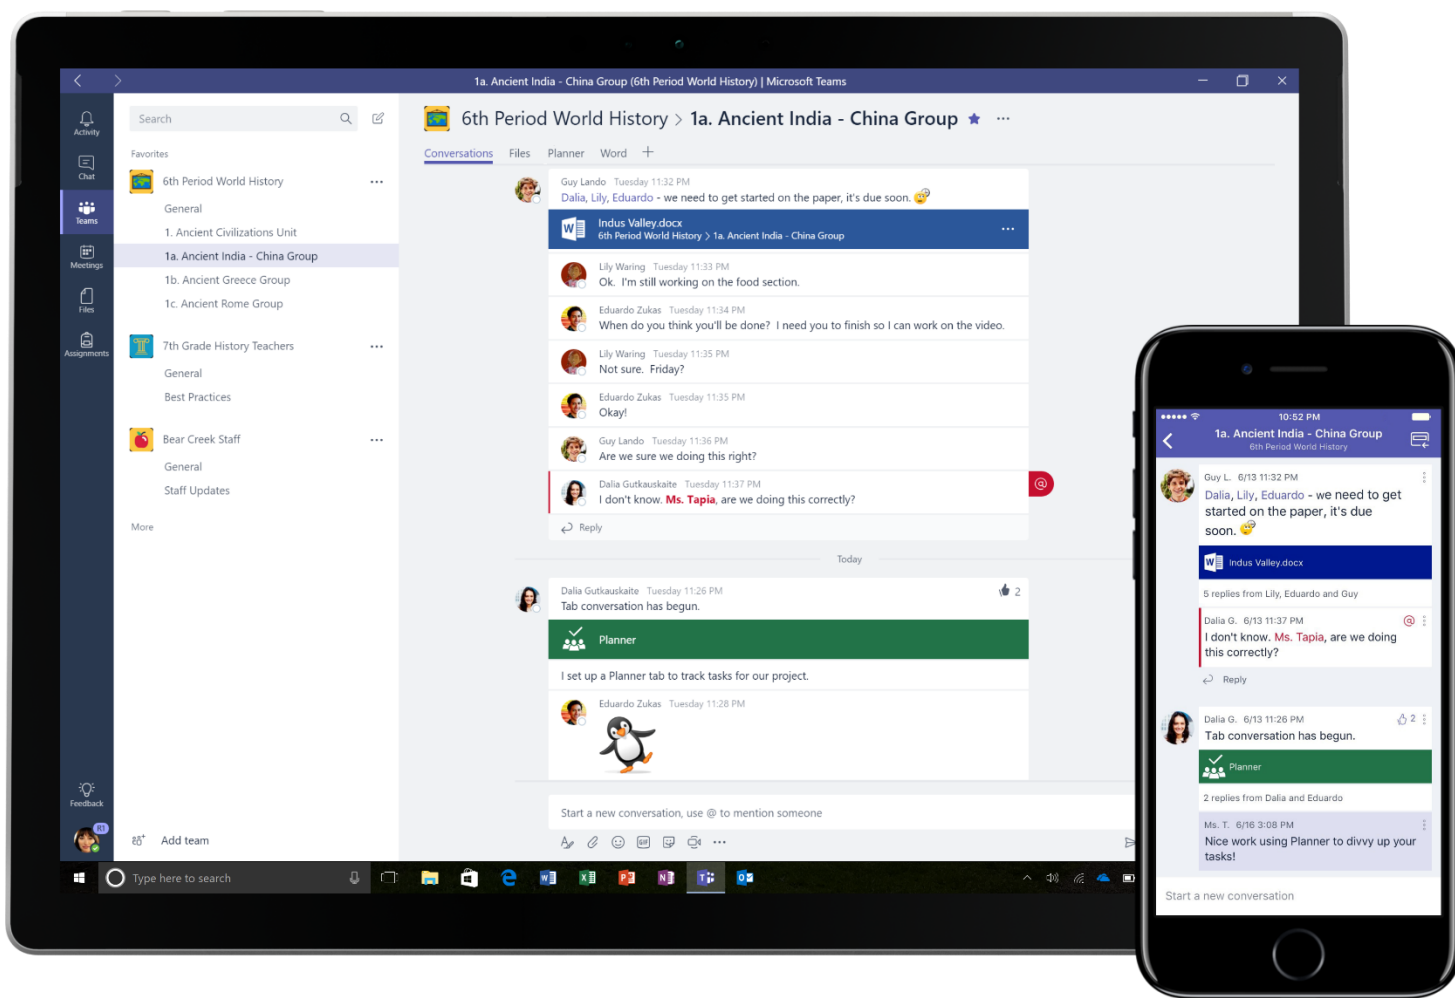 1a. Ancient India - China Group (6th Period World History) | Microsoft Teams
Activity
Chat
Teams
Meetings
Files
Assignments
Feedback
R1
Search
Favorites
6th Period World History
General
1. Ancient Civilizations Unit
1a. Ancient India - China Group
1b. Ancient Greece Group
1c. Ancient Rome Group
7th Grade History Teachers
General
Best Practices
Bear Creek Staff
General
Staff Updates
More
Add team
6th Period World History > 1a. Ancient India - China Group
Conversations Files Planner Word
Guy Lando Tuesday 11:32 PM
Dalia, Lily, Eduardo - we need to get started on the paper, it's due soon.
Indus Valley.docx
6th Period World History > 1a. Ancient India - China Group
Lily Waring Tuesday 11:33 PM
Ok. I'm still working on the food section.
Eduardo Zukas Tuesday 11:34 PM
When do you think you'll be done? I need you to finish so I can work on the video.
Lily Waring Tuesday 11:35 PM
Not sure. Friday?
Eduardo Zukas Tuesday 11:35 PM
Okay!
Guy Lando Tuesday 11:36 PM
Are we sure we doing this right?
Dalia Gutkauskaite Tuesday 11:37 PM
I don't know. Ms. Tapia, are we doing this correctly?
@
Reply
Today
Dalia Gutkauskaite Tuesday 11:26 PM
2
Tab conversation has begun.
Planner
I set up a Planner tab to track tasks for our project.
Eduardo Zukas Tuesday 11:28 PM
Start a new conversation, use @ to mention someone
GIF
Type here to search
10:52 PM
1a. Ancient India - China Group
6th Period World History
Guy L. 6/13 11:32 PM
Dalia, Lily, Eduardo - we need to get
started on the paper, it's due
soon.
Indus Valley.docx
5 replies from Lily, Eduardo and Guy
Dalia G. 6/13 11:37 PM
@
I don't know. Ms. Tapia, are we doing
this correctly?
Reply
Dalia G. 6/13 11:26 PM
2
Tab conversation has begun.
Planner
2 replies from Dalia and Eduardo
Ms. T. 6/16 3:08 PM
Nice work using Planner to divvy up your
tasks!
Start a new conversation